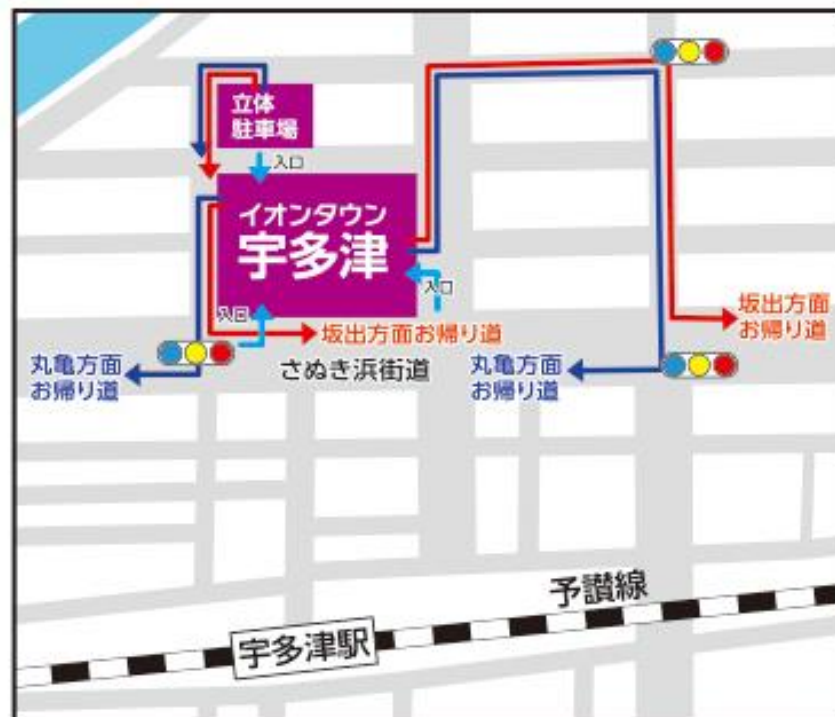 立体
駐車場
入口
イオンタウン
宇多津
入口
入口
坂出方面お帰り道
さぬき浜街道
丸亀方面
お帰り道
丸亀方面
お帰り道
坂出方面
お帰り道
予讃線
宇多津駅